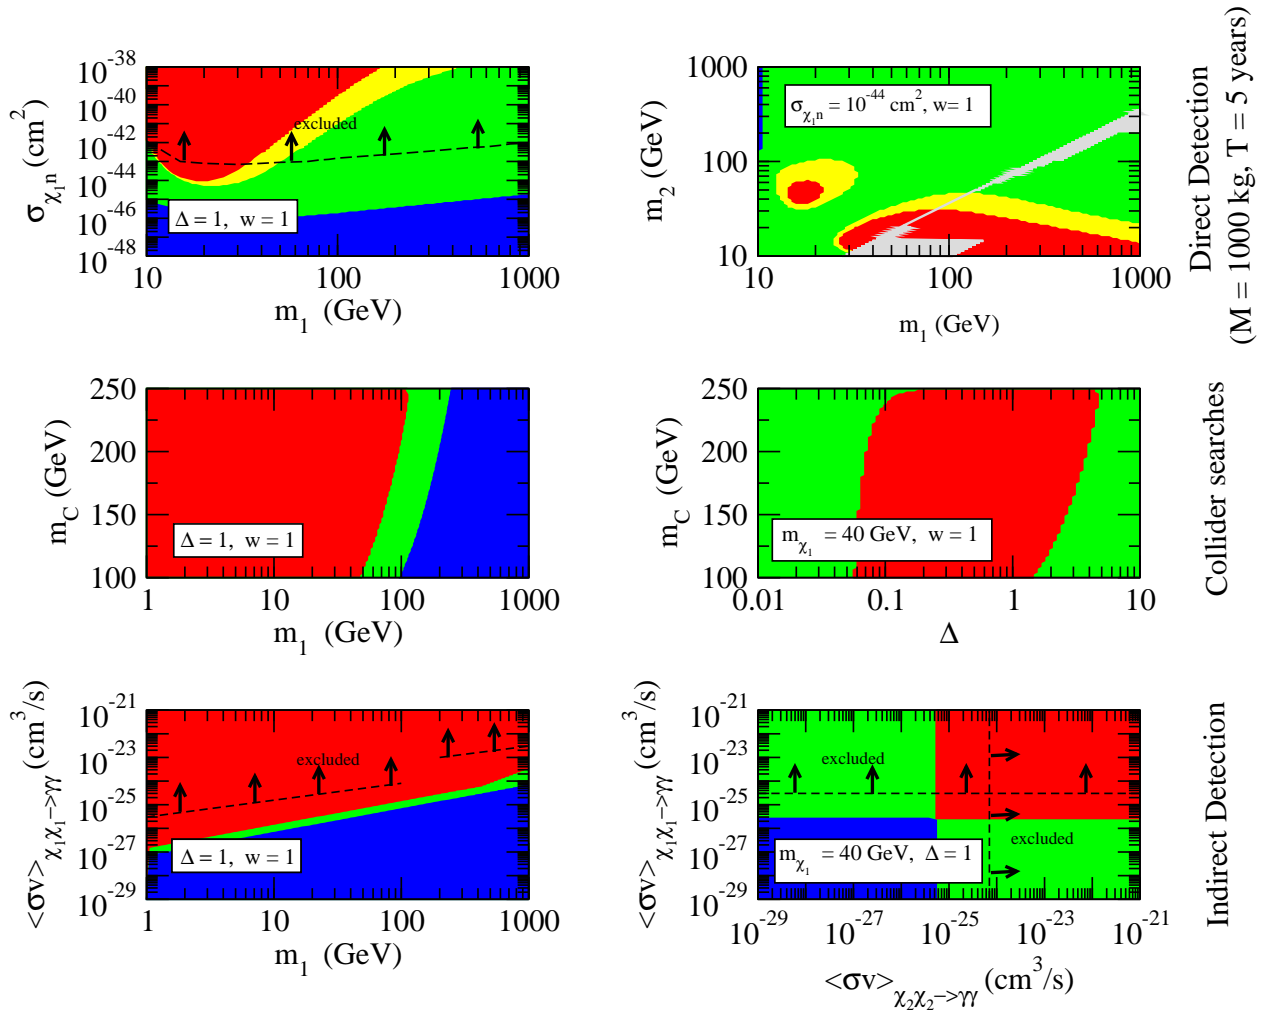 10^-38
10^-40
10^-42
10^-44
10^-46
10^-48
σ_χ₁n (cm^2)
excluded
Δ = 1, w = 1
10 100 1000
m_1 (GeV)
1000
100
10
m_2 (GeV)
σ_χ₁n = 10^-44 cm^2, w= 1
10 100 1000
m_1 (GeV)
Direct Detection
(M = 1000 kg, T = 5 years)
250
200
150
100
m_C (GeV)
Δ = 1, w = 1
1 10 100 1000
m_1 (GeV)
250
200
150
100
m_C (GeV)
m_χ₁ = 40 GeV, w = 1
0.01 0.1 1 10
Δ
Collider searches
10^-21
10^-23
10^-25
10^-27
10^-29
<σv>_χ₁χ₁->γγ (cm^3/s)
excluded
Δ = 1, w = 1
1 10 100 1000
m_1 (GeV)
10^-21
10^-23
10^-25
10^-27
10^-29
<σv>_χ₁χ₁->γγ (cm^3/s)
excluded
excluded
m_χ₁ = 40 GeV, Δ = 1
10^-29 10^-27 10^-25 10^-23 10^-21
<σv>_χ₂χ₂->γγ (cm^3/s)
Indirect Detection